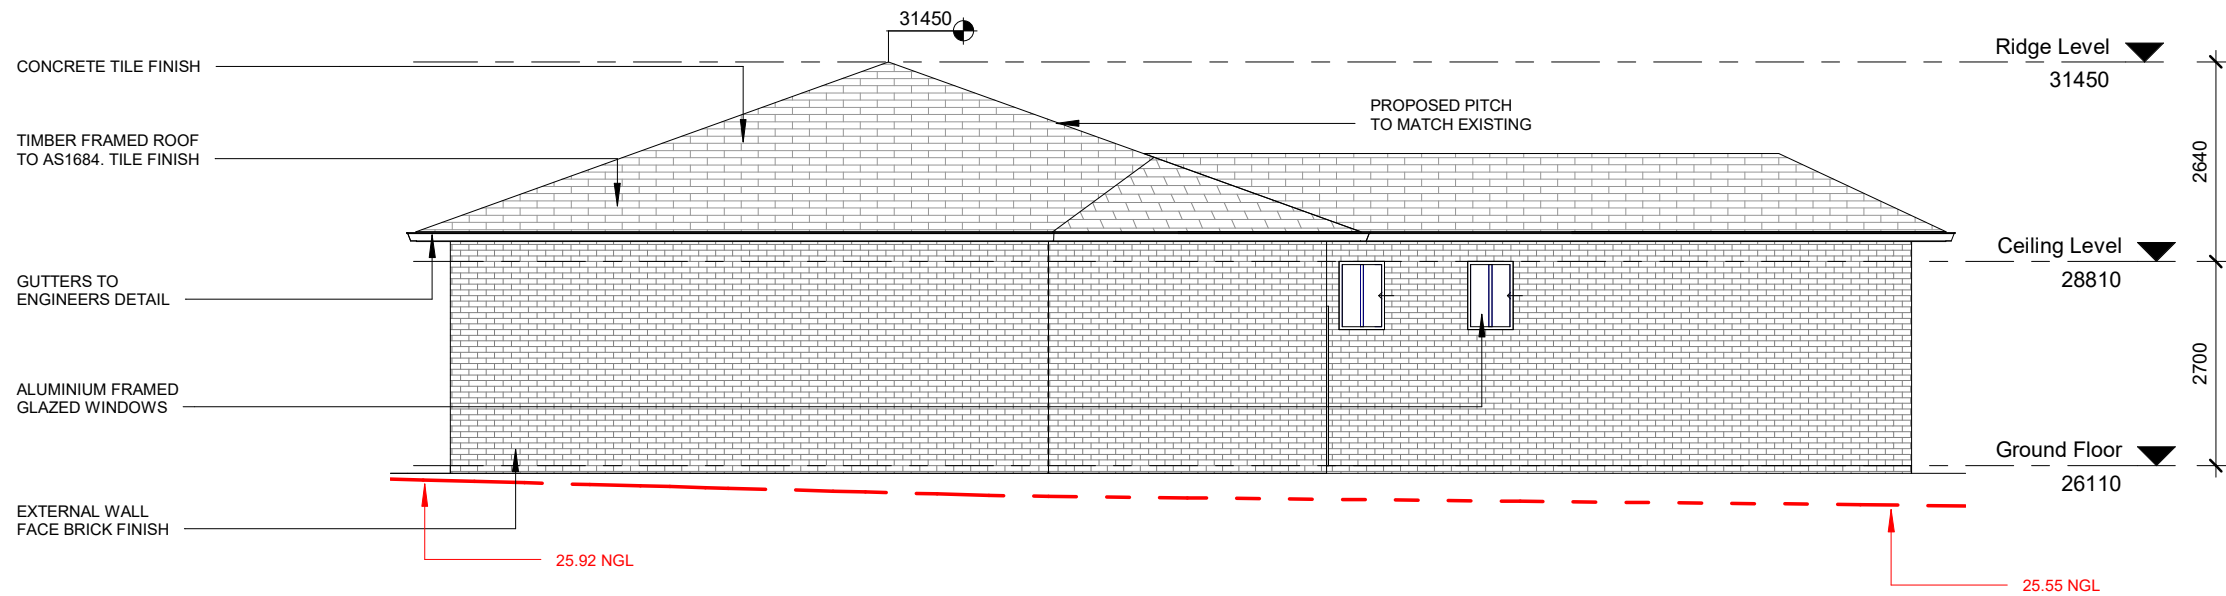 31450
CONCRETE TILE FINISH
TIMBER FRAMED ROOF
TO AS1684. TILE FINISH
GUTTERS TO
ENGINEERS DETAIL
ALUMINIUM FRAMED
GLAZED WINDOWS
EXTERNAL WALL
FACE BRICK FINISH
25.92 NGL
PROPOSED PITCH
TO MATCH EXISTING
Ridge Level
31450
2640
Ceiling Level
28810
2700
Ground Floor
26110
25.55 NGL